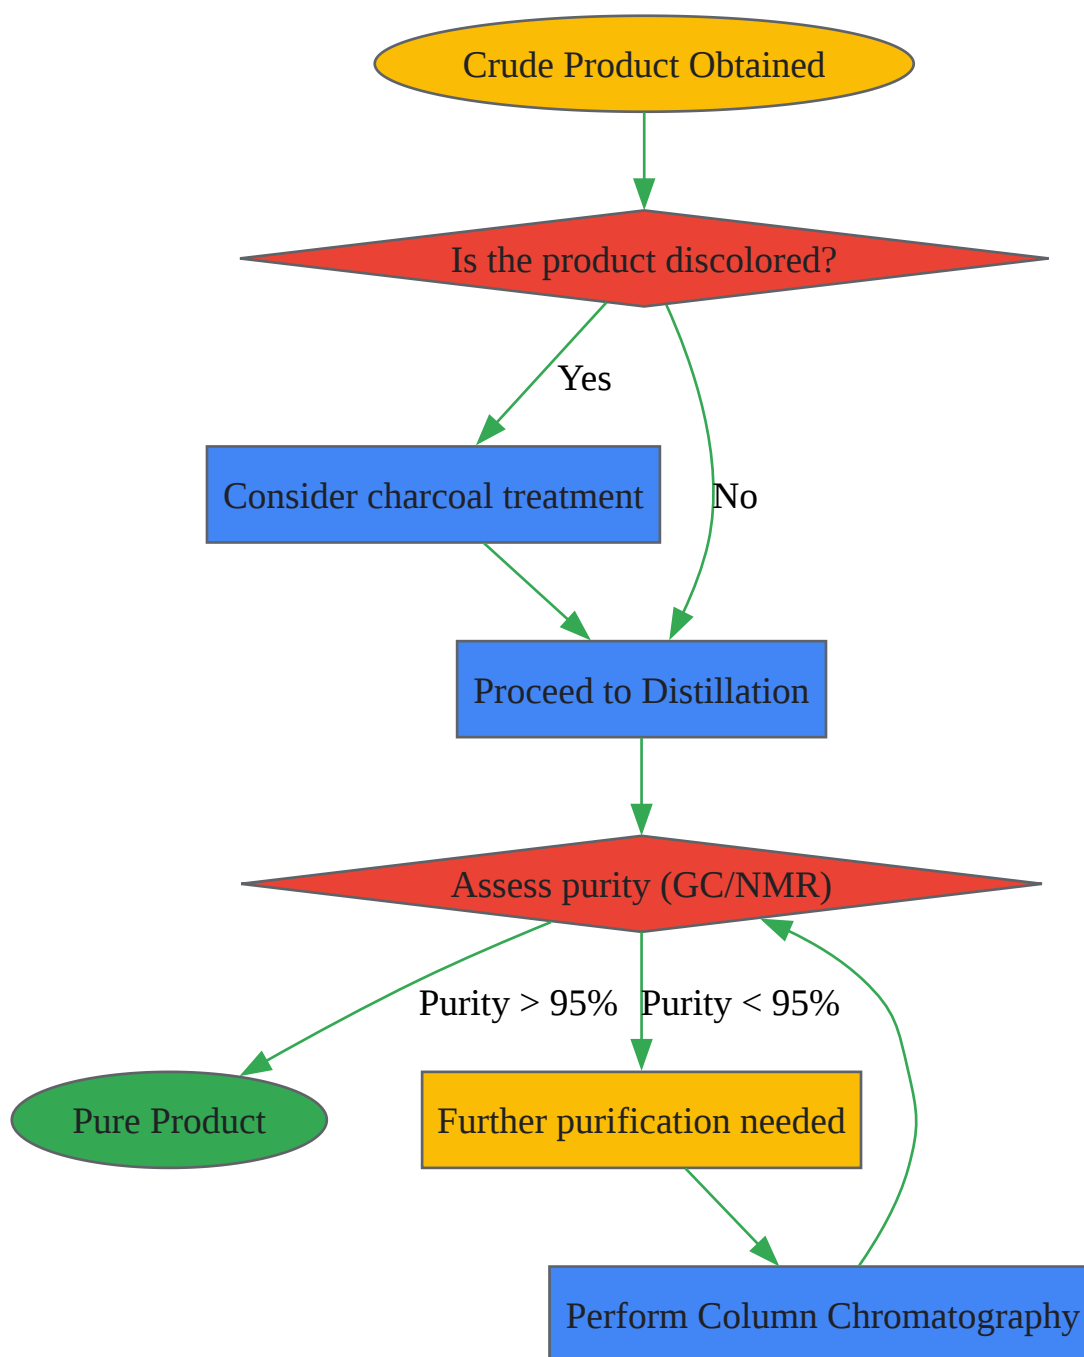 Crude Product Obtained
Is the product discolored?
Yes
Consider charcoal treatment
No
Proceed to Distillation
Assess purity (GC/NMR)
Purity > 95%
Purity < 95%
Pure Product
Further purification needed
Perform Column Chromatography